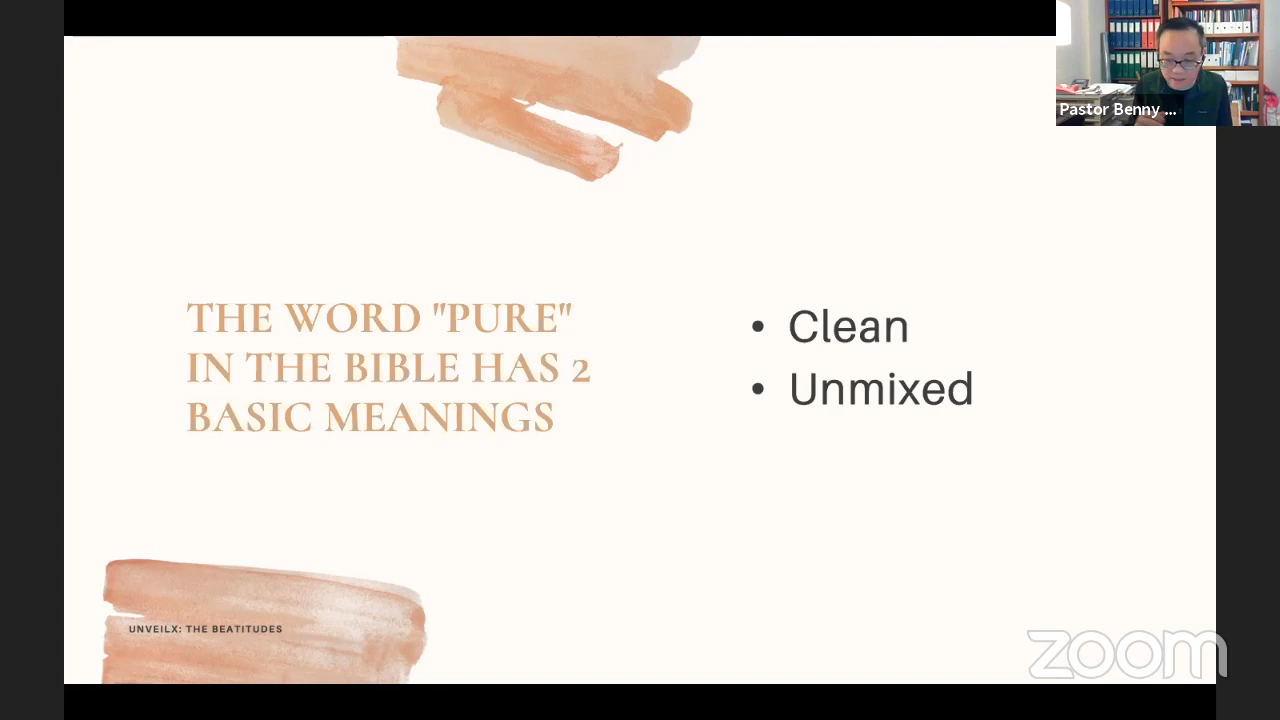 Pastor Benny ...
THE WORD "PURE"
IN THE BIBLE HAS 2
BASIC MEANINGS
• Clean
• Unmixed
UNVEILX: THE BEATITUDES
zoom